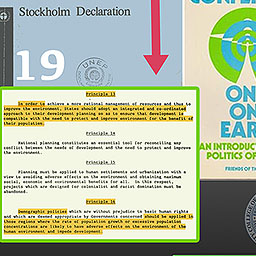 Stockholm Declaration
19
UNEP
ONE
ON
EARTH
AN INTRODUCT
POLITICS OF
FRIENDS OF TH
Principle 13
In order to achieve a more rational management of resources and thus to
improve the environment, States should adopt an integrated and co-ordinated
approach to their development planning so as to ensure that development is
compatible with the need to protect and improve environment for the benefit of
their population.
Principle 14
Rational planning constitutes an essential tool for reconciling any
conflict between the needs of development and the need to protect and improve
the environment.
Principle 15
Planning must be applied to human settlements and urbanization with a
view to avoiding adverse effects on the environment and obtaining maximum
social, economic and environmental benefits for all. In this respect,
projects which are designed for colonialist and racist domination must be
abandoned.
Principle 16
Demographic policies which are without prejudice to basic human rights
and which are deemed appropriate by Governments concerned should be applied in
those regions where the rate of population growth or excessive population
concentrations are likely to have adverse effects on the environment of the
human environment and impede development.